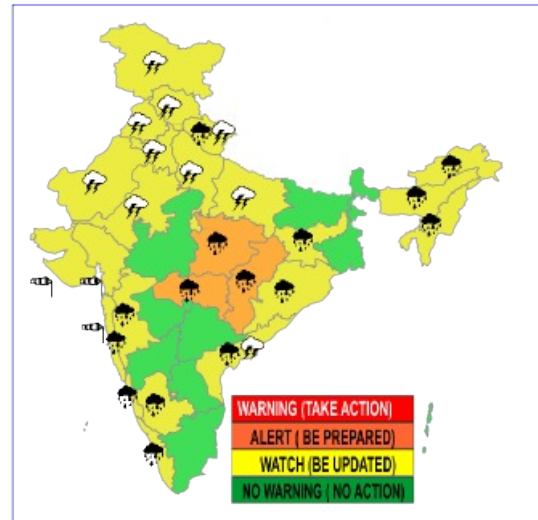 WARNING (TAKE ACTION)
ALERT ( BE PREPARED)
WATCH (BE UPDATED)
NO WARNING ( NO ACTION)